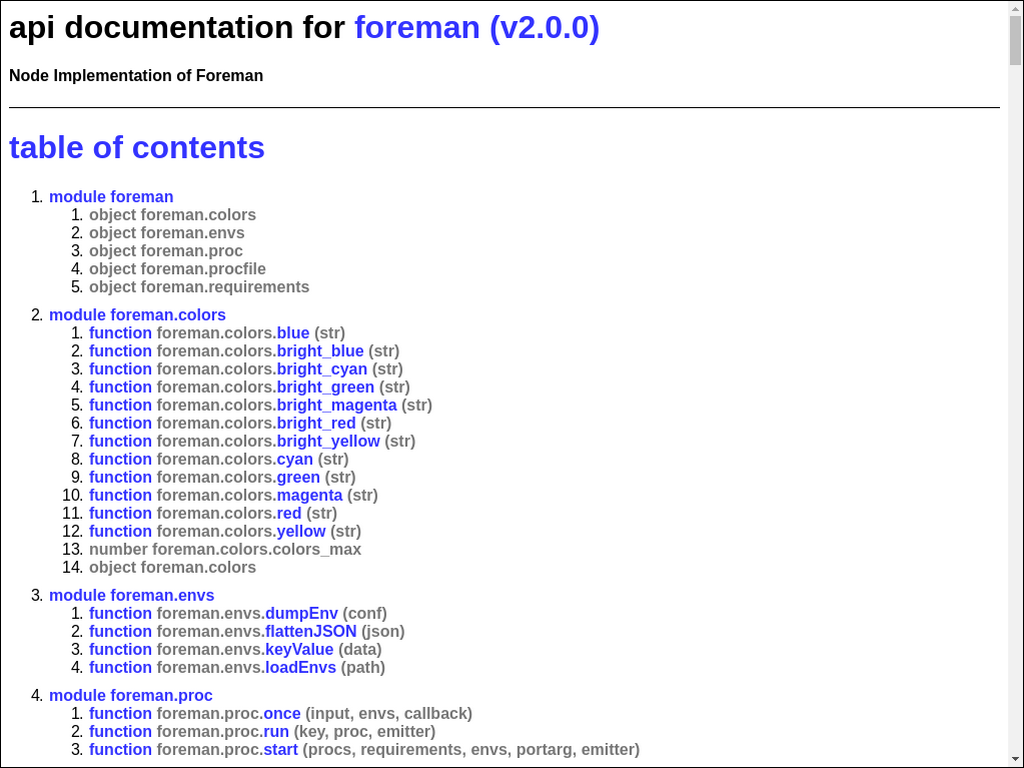 api documentation for foreman (v2.0.0)
Node Implementation of Foreman
table of contents
1. module foreman
1. object foreman.colors
2. object foreman.envs
3. object foreman.proc
4. object foreman.procfile
5. object foreman.requirements
2. module foreman.colors
1. function foreman.colors.blue (str)
2. function foreman.colors.bright_blue (str)
3. function foreman.colors.bright_cyan (str)
4. function foreman.colors.bright_green (str)
5. function foreman.colors.bright_magenta (str)
6. function foreman.colors.bright_red (str)
7. function foreman.colors.bright_yellow (str)
8. function foreman.colors.cyan (str)
9. function foreman.colors.green (str)
10. function foreman.colors.magenta (str)
11. function foreman.colors.red (str)
12. function foreman.colors.yellow (str)
13. number foreman.colors.colors_max
14. object foreman.colors
3. module foreman.envs
1. function foreman.envs.dumpEnv (conf)
2. function foreman.envs.flattenJSON (json)
3. function foreman.envs.keyValue (data)
4. function foreman.envs.loadEnvs (path)
4. module foreman.proc
1. function foreman.proc.once (input, envs, callback)
2. function foreman.proc.run (key, proc, emitter)
3. function foreman.proc.start (procs, requirements, envs, portarg, emitter)